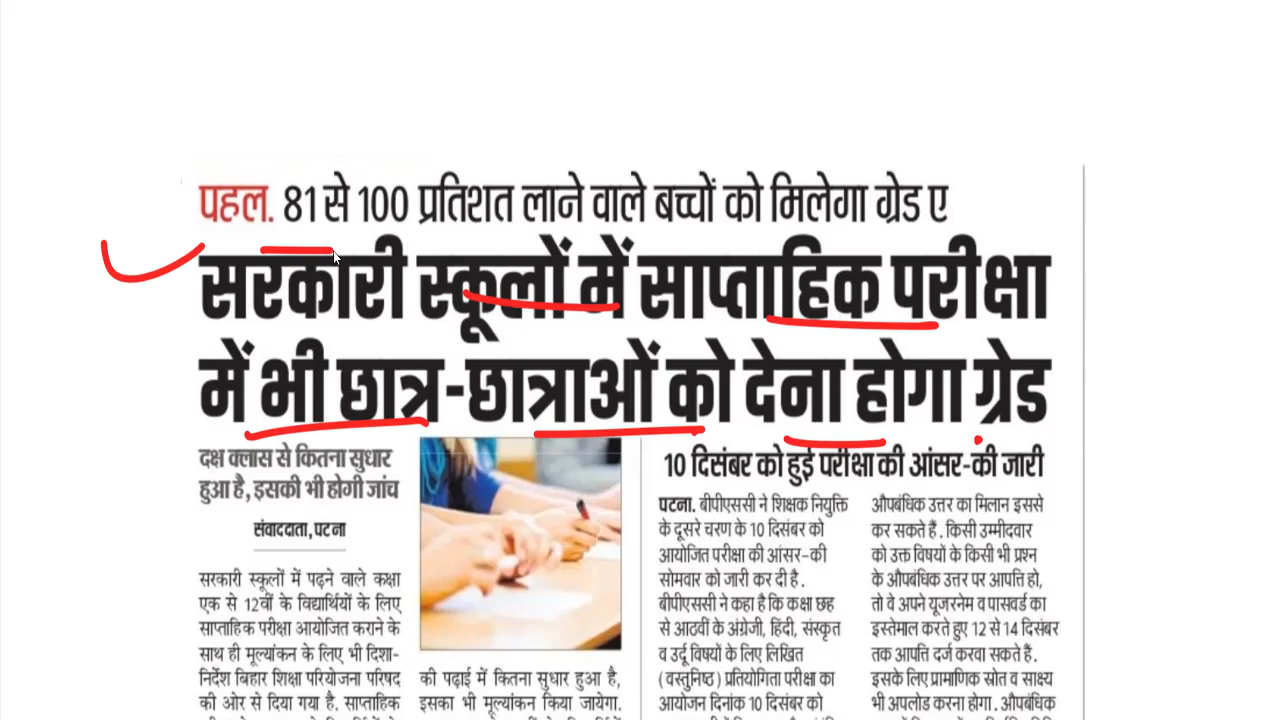 पहल. 81 से 100 प्रतिशत लाने वाले बच्चों को मिलेगा ग्रेड ए
सरकारी स्कूलों में साप्ताहिक परीक्षा
में भी छात्र-छात्राओं को देना होगा ग्रेड
दक्ष क्लास से कितना सुधार
हुआ है, इसकी भी होगी जांच
संवाददाता, पटना
सरकारी स्कूलों में पढ़ने वाले कक्षा
एक से 12वीं के विद्यार्थियों के लिए
साप्ताहिक परीक्षा आयोजित कराने के
साथ ही मूल्यांकन के लिए भी दिशा-
निर्देश बिहार शिक्षा परियोजना परिषद
की ओर से दिया गया है. साप्ताहिक
की पढ़ाई में कितना सुधार हुआ है,
इसका भी मूल्यांकन किया जायेगा.
10 दिसंबर को हुई परीक्षा की आंसर-की जारी
पटना. बीपीएससी ने शिक्षक नियुक्ति
के दूसरे चरण के 10 दिसंबर को
आयोजित परीक्षा की आंसर-की
सोमवार को जारी कर दी है.
बीपीएससी ने कहा है कि कक्षा छह
से आठवीं के अंग्रेजी, हिंदी, संस्कृत
व उर्दू विषयों के लिए लिखित
(वस्तुनिष्ठ) प्रतियोगिता परीक्षा का
आयोजन दिनांक 10 दिसंबर को
औपबंधिक उत्तर का मिलान इससे
कर सकते हैं. किसी उम्मीदवार
को उक्त विषयों के किसी भी प्रश्न
के औपबंधिक उत्तर पर आपत्ति हो,
तो वे अपने यूजरनेम व पासवर्ड का
इस्तेमाल करते हुए 12 से 14 दिसंबर
तक आपत्ति दर्ज करवा सकते हैं.
इसके लिए प्रामाणिक स्रोत व साक्ष्य
भी अपलोड करना होगा. औपबंधिक